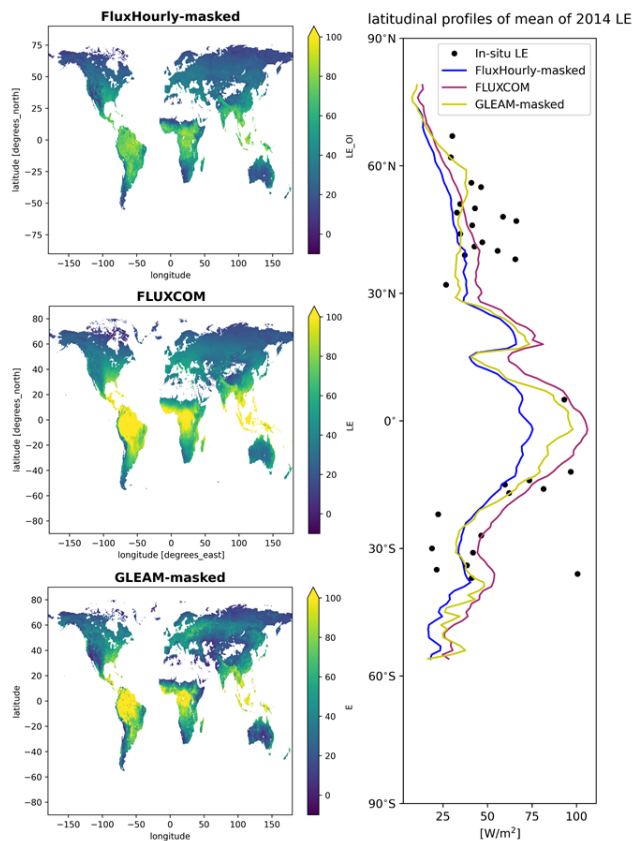 FluxHourly-masked
75
50
25
0
−25
−50
−75
latitude [degrees_north]
−150
−100
−50
0
50
100
150
longitude
100
80
60
40
20
0
LE_OI
FLUXCOM
80
60
40
20
0
−20
−40
−60
−80
latitude [degrees_north]
−150
−100
−50
0
50
100
150
longitude [degrees_east]
100
80
60
40
20
0
LE
GLEAM-masked
80
60
40
20
0
−20
−40
−60
−80
latitude
−150
−100
−50
0
50
100
150
longitude
100
80
60
40
20
0
E
latitudinal profiles of mean of 2014 LE
90°N
60°N
30°N
0°
30°S
60°S
90°S
In-situ LE
FluxHourly-masked
FLUXCOM
GLEAM-masked
25
50
75
100
[W/m²]